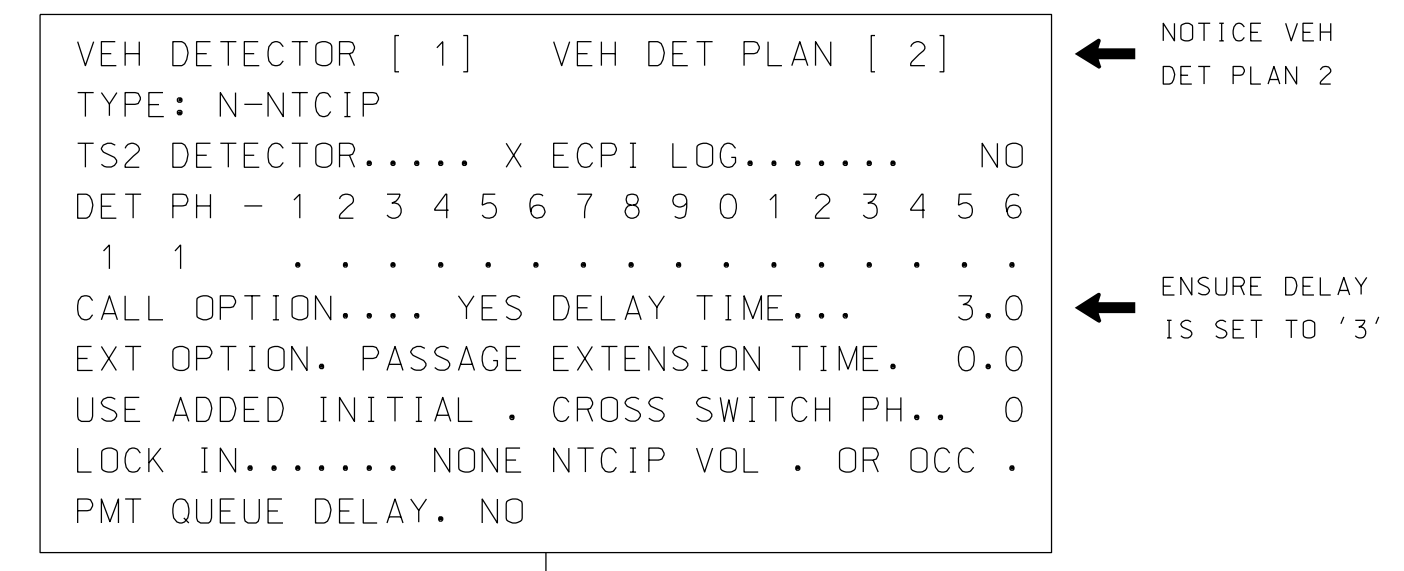 VEH DETECTOR [ 1]   VEH DET PLAN [ 2]
TYPE: N-NTCIP
TS2 DETECTOR..... X ECPI LOG.......   NO
DET PH - 1 2 3 4 5 6 7 8 9 0 1 2 3 4 5 6
 1  1    . . . . . . . . . . . . . . . .
CALL OPTION.... YES DELAY TIME...    3.0
EXT OPTION. PASSAGE EXTENSION TIME.  0.0
USE ADDED INITIAL . CROSS SWITCH PH..  0
LOCK IN....... NONE NTCIP VOL . OR OCC .
PMT QUEUE DELAY. NO
NOTICE VEH
DET PLAN 2
ENSURE DELAY
IS SET TO '3'